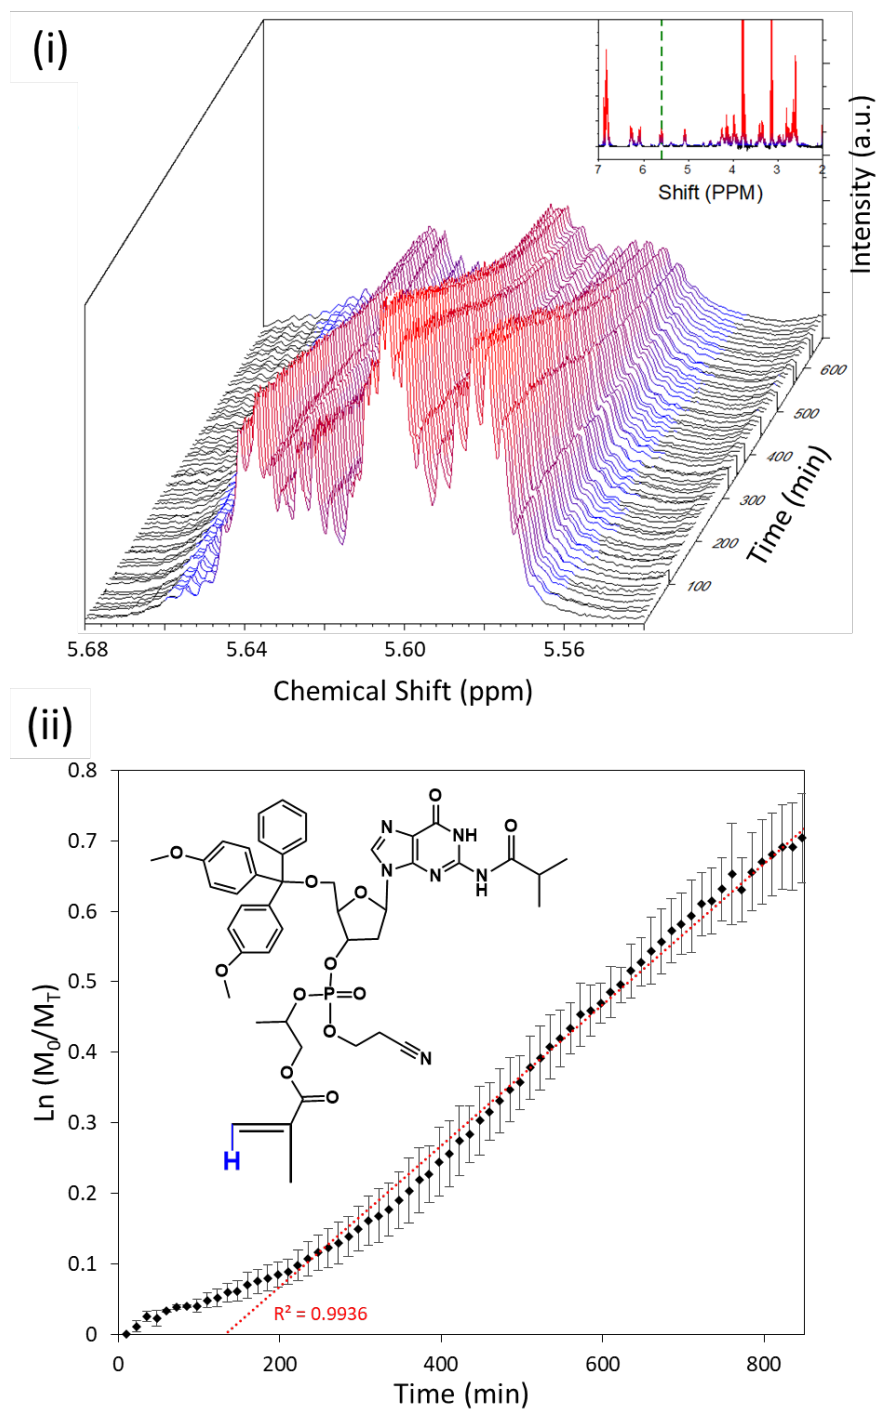 (i)
7 6 5 4 3 2
Shift (PPM)
Intensity (a.u.)
600
500
400
300
200
100
Time (min)
5.68 5.64 5.60 5.56
Chemical Shift (ppm)
(ii)
0.8
0.7
0.6
0.5
0.4
0.3
0.2
0.1
0
Ln (M₀/M_T)
O
N
NH
O
N
N
N
H
O
O
O
O
O
O
P
O
O
N
O
O
H
R² = 0.9936
0 200 400 600 800
Time (min)